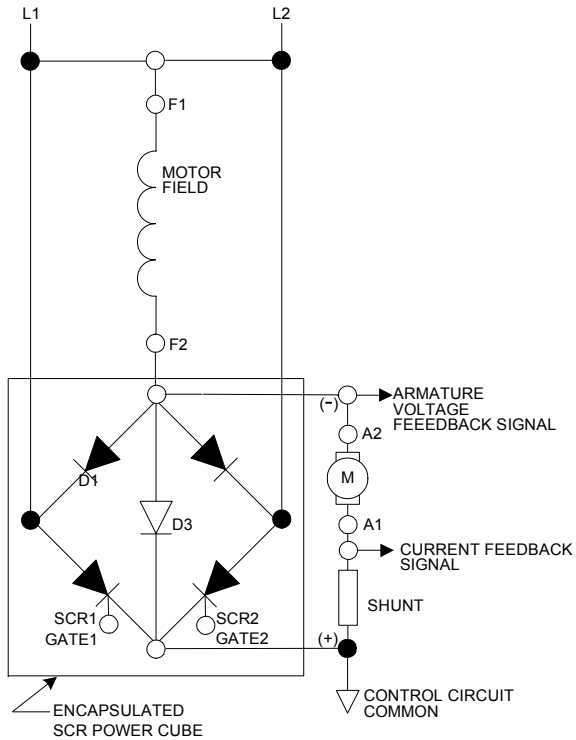 L1
L2
F1
MOTOR
FIELD
F2
(-)
ARMATURE
VOLTAGE
FEEEDBACK SIGNAL
A2
D1
M
D3
A1
CURRENT FEEDBACK
SIGNAL
SCR1
GATE1
SCR2
GATE2
SHUNT
(+)
CONTROL CIRCUIT
COMMON
ENCAPSULATED
SCR POWER CUBE